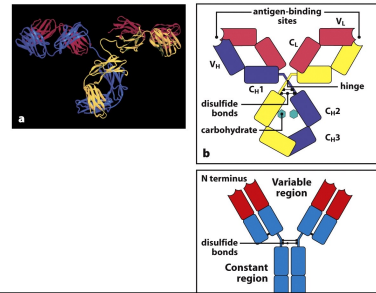 a
antigen-binding
sites
VL
CL
VH
CH1
hinge
disulfide
bonds
CH2
carbohydrate
CH3
b
N terminus
Variable
region
disulfide
bonds
Constant
region